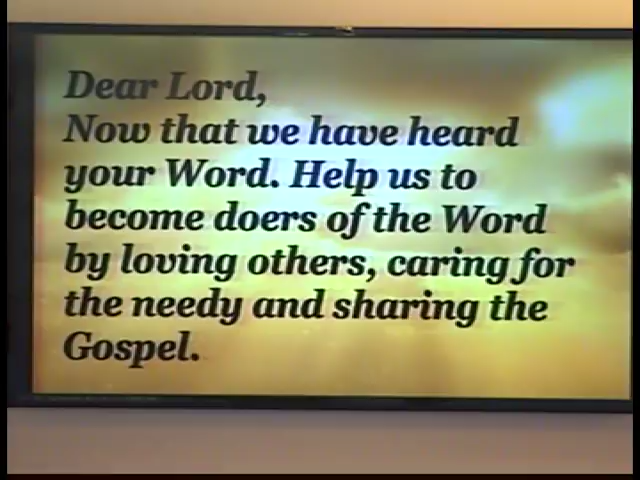 Dear Lord,
Now that we have heard
your Word. Help us to
become doers of the Word
by loving others, caring for
the needy and sharing the
Gospel.